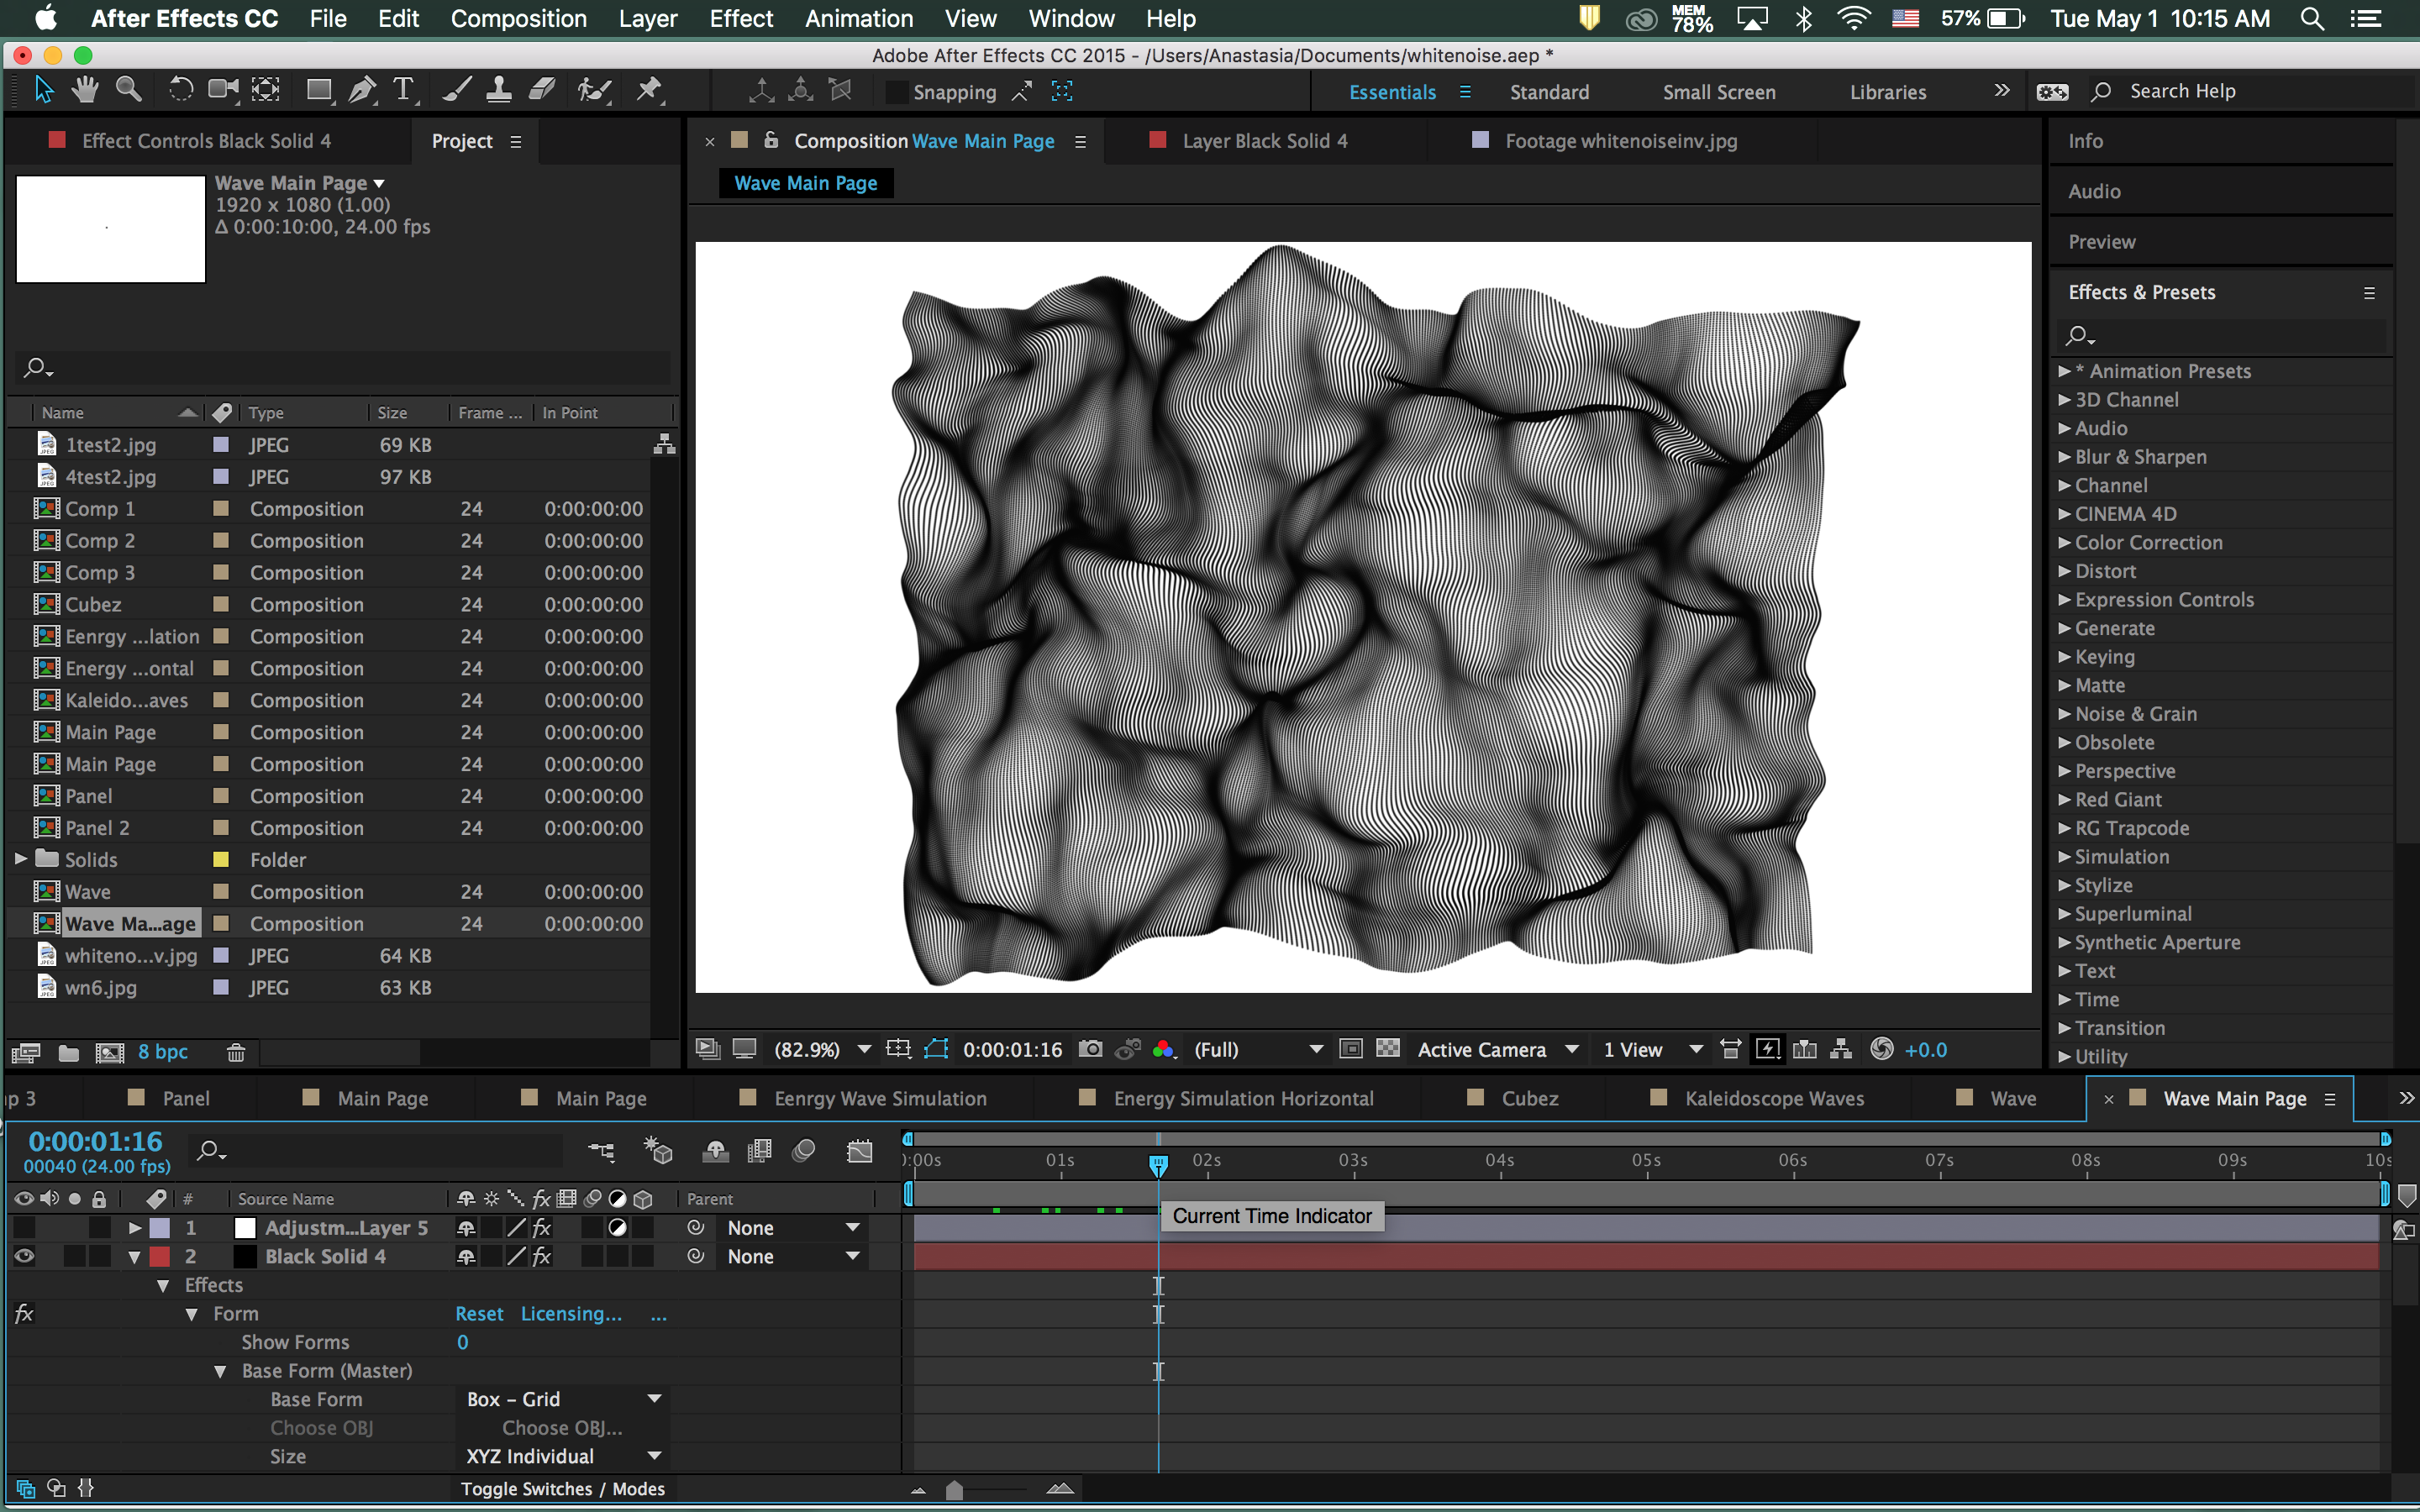 After Effects CC File Edit Composition Layer Effect Animation View Window Help MEM 78% 57% Tue May 1 10:15 AM
Adobe After Effects CC 2015 - /Users/Anastasia/Documents/whitenoise.aep *
Snapping Essentials Standard Small Screen Libraries Search Help
Effect Controls Black Solid 4 Project
Composition Wave Main Page Layer Black Solid 4 Footage whitenoiseinv.jpg
Wave Main Page
Wave Main Page
1920 x 1080 (1.00)
Δ 0:00:10:00, 24.00 fps
Name Type Size Frame ... In Point
1test2.jpg JPEG 69 KB
4test2.jpg JPEG 97 KB
Comp 1 Composition 24 0:00:00:00
Comp 2 Composition 24 0:00:00:00
Comp 3 Composition 24 0:00:00:00
Cubez Composition 24 0:00:00:00
Eenrgy ...lation Composition 24 0:00:00:00
Energy ...ontal Composition 24 0:00:00:00
Kaleido...aves Composition 24 0:00:00:00
Main Page Composition 24 0:00:00:00
Main Page Composition 24 0:00:00:00
Panel Composition 24 0:00:00:00
Panel 2 Composition 24 0:00:00:00
Solids Folder
Wave Composition 24 0:00:00:00
Wave Ma...age Composition 24 0:00:00:00
whiteno...v.jpg JPEG 64 KB
wn6.jpg JPEG 63 KB
8 bpc
(82.9%) 0:00:01:16 (Full) Active Camera 1 View +0.0
Info
Audio
Preview
Effects & Presets
* Animation Presets
3D Channel
Audio
Blur & Sharpen
Channel
CINEMA 4D
Color Correction
Distort
Expression Controls
Generate
Keying
Matte
Noise & Grain
Obsolete
Perspective
Red Giant
RG Trapcode
Simulation
Stylize
Superluminal
Synthetic Aperture
Text
Time
Transition
Utility
p 3 Panel Main Page Main Page Eenrgy Wave Simulation Energy Simulation Horizontal Cubez Kaleidoscope Waves Wave Wave Main Page
0:00:01:16
00040 (24.00 fps)
:00s 01s 02s 03s 04s 05s 06s 07s 08s 09s 10s
# Source Name fx Parent
Current Time Indicator
1 Adjustm...Layer 5 fx None
2 Black Solid 4 fx None
Effects
fx Form Reset Licensing... ...
Show Forms 0
Base Form (Master)
Base Form Box – Grid
Choose OBJ Choose OBJ...
Size XYZ Individual
Toggle Switches / Modes